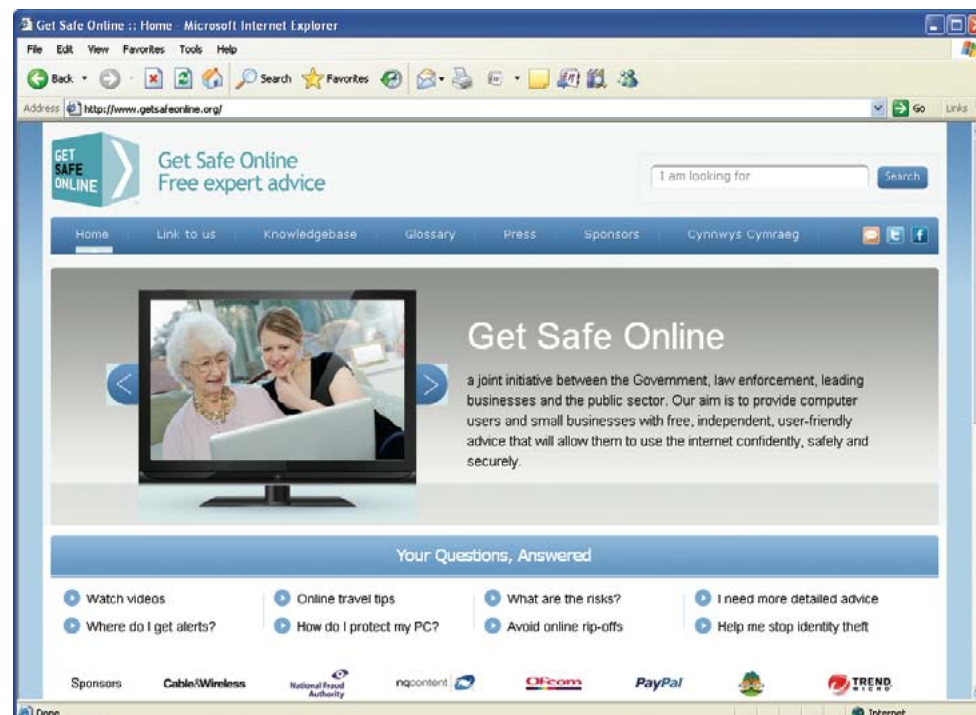 Get Safe Online :: Home - Microsoft Internet Explorer
File Edit View Favorites Tools Help
Back Search Favorites
Address http://www.getsafeonline.org/ Go Links
GET
SAFE
ONLINE
Get Safe Online
Free expert advice
I am looking for Search
Home Link to us Knowledgebase Glossary Press Sponsors Cynnwys Cymraeg
Get Safe Online
a joint initiative between the Government, law enforcement, leading
businesses and the public sector. Our aim is to provide computer
users and small businesses with free, independent, user-friendly
advice that will allow them to use the internet confidently, safely and
securely.
Your Questions, Answered
Watch videos Online travel tips What are the risks? I need more detailed advice
Where do I get alerts? How do I protect my PC? Avoid online rip-offs Help me stop identity theft
Sponsors Cable&Wireless National Fraud Authority nqcontent Ofcom PayPal TREND MICRO
Done Internet